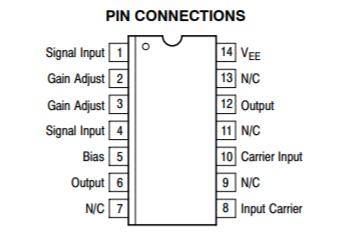 PIN CONNECTIONS
Signal Input 1 14 VEE
Gain Adjust 2 13 N/C
Gain Adjust 3 12 Output
Signal Input 4 11 N/C
Bias 5 10 Carrier Input
Output 6 9 N/C
N/C 7 8 Input Carrier